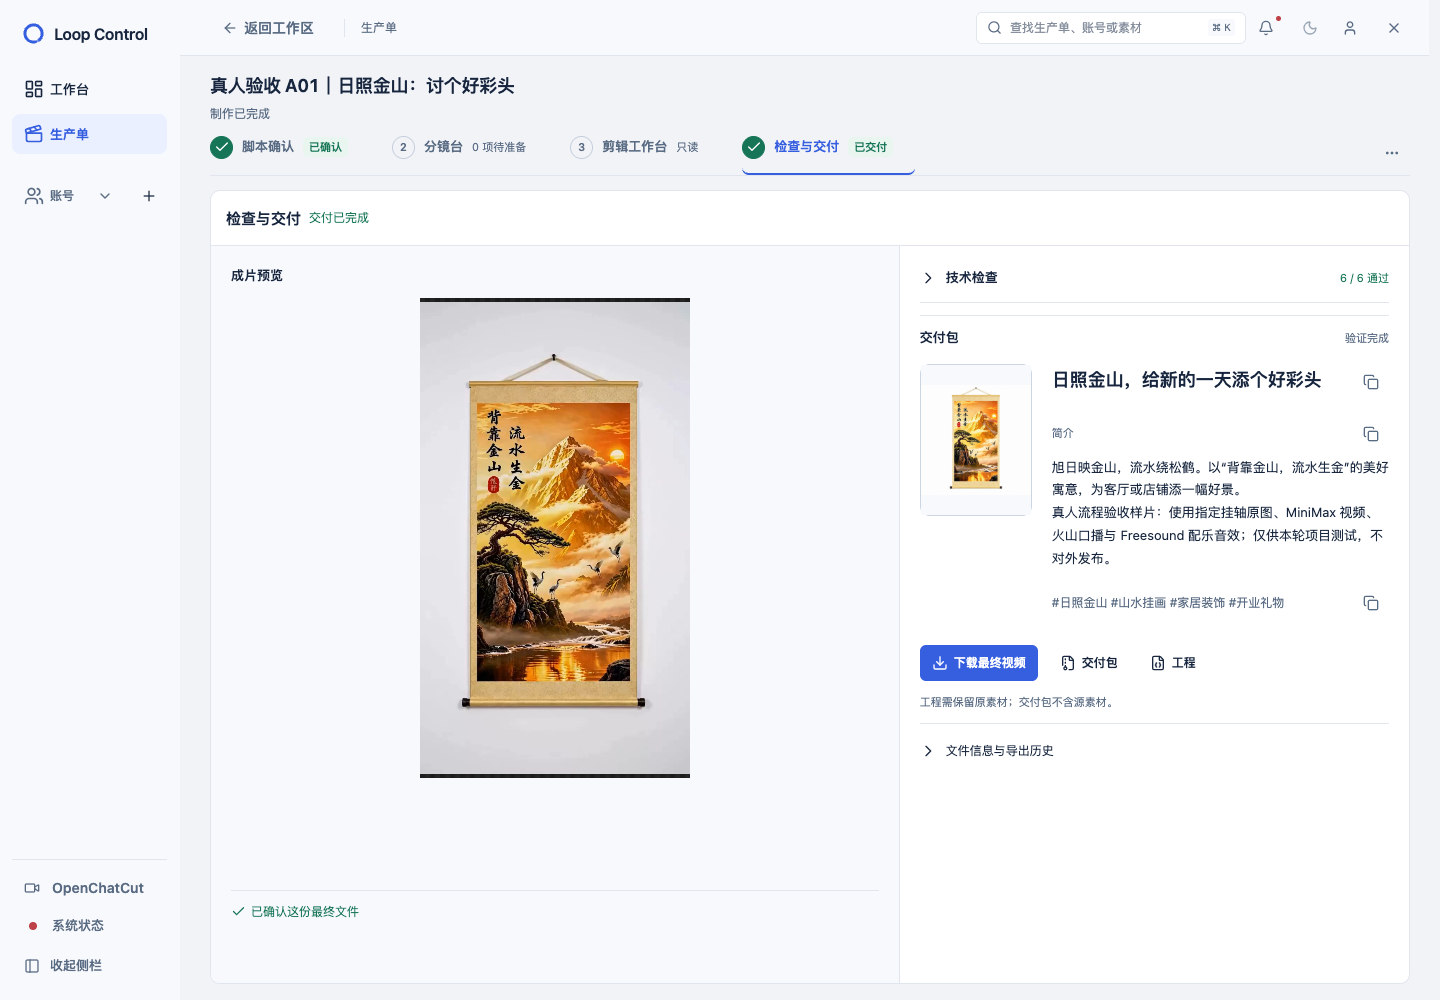 Loop Control
工作台
生产单
账号
OpenChatCut
系统状态
收起侧栏
返回工作区
生产单
查找生产单、账号或素材
⌘ K
真人验收 A01｜日照金山：讨个好彩头
制作已完成
脚本确认 已确认
2 分镜台 0 项待准备
3 剪辑工作台 只读
检查与交付 已交付
检查与交付 交付已完成
成片预览
背靠金山
流水生金
已确认这份最终文件
技术检查
6 / 6 通过
交付包
验证完成
背靠金山
流水生金
日照金山，给新的一天添个好彩头
简介
旭日映金山，流水绕松鹤。以“背靠金山，流水生金”的美好
寓意，为客厅或店铺添一幅好景。
真人流程验收样片：使用指定挂轴原图、MiniMax 视频、
火山口播与 Freesound 配乐音效；仅供本轮项目测试，不
对外发布。
#日照金山 #山水挂画 #家居装饰 #开业礼物
下载最终视频
交付包
工程
工程需保留原素材；交付包不含源素材。
文件信息与导出历史